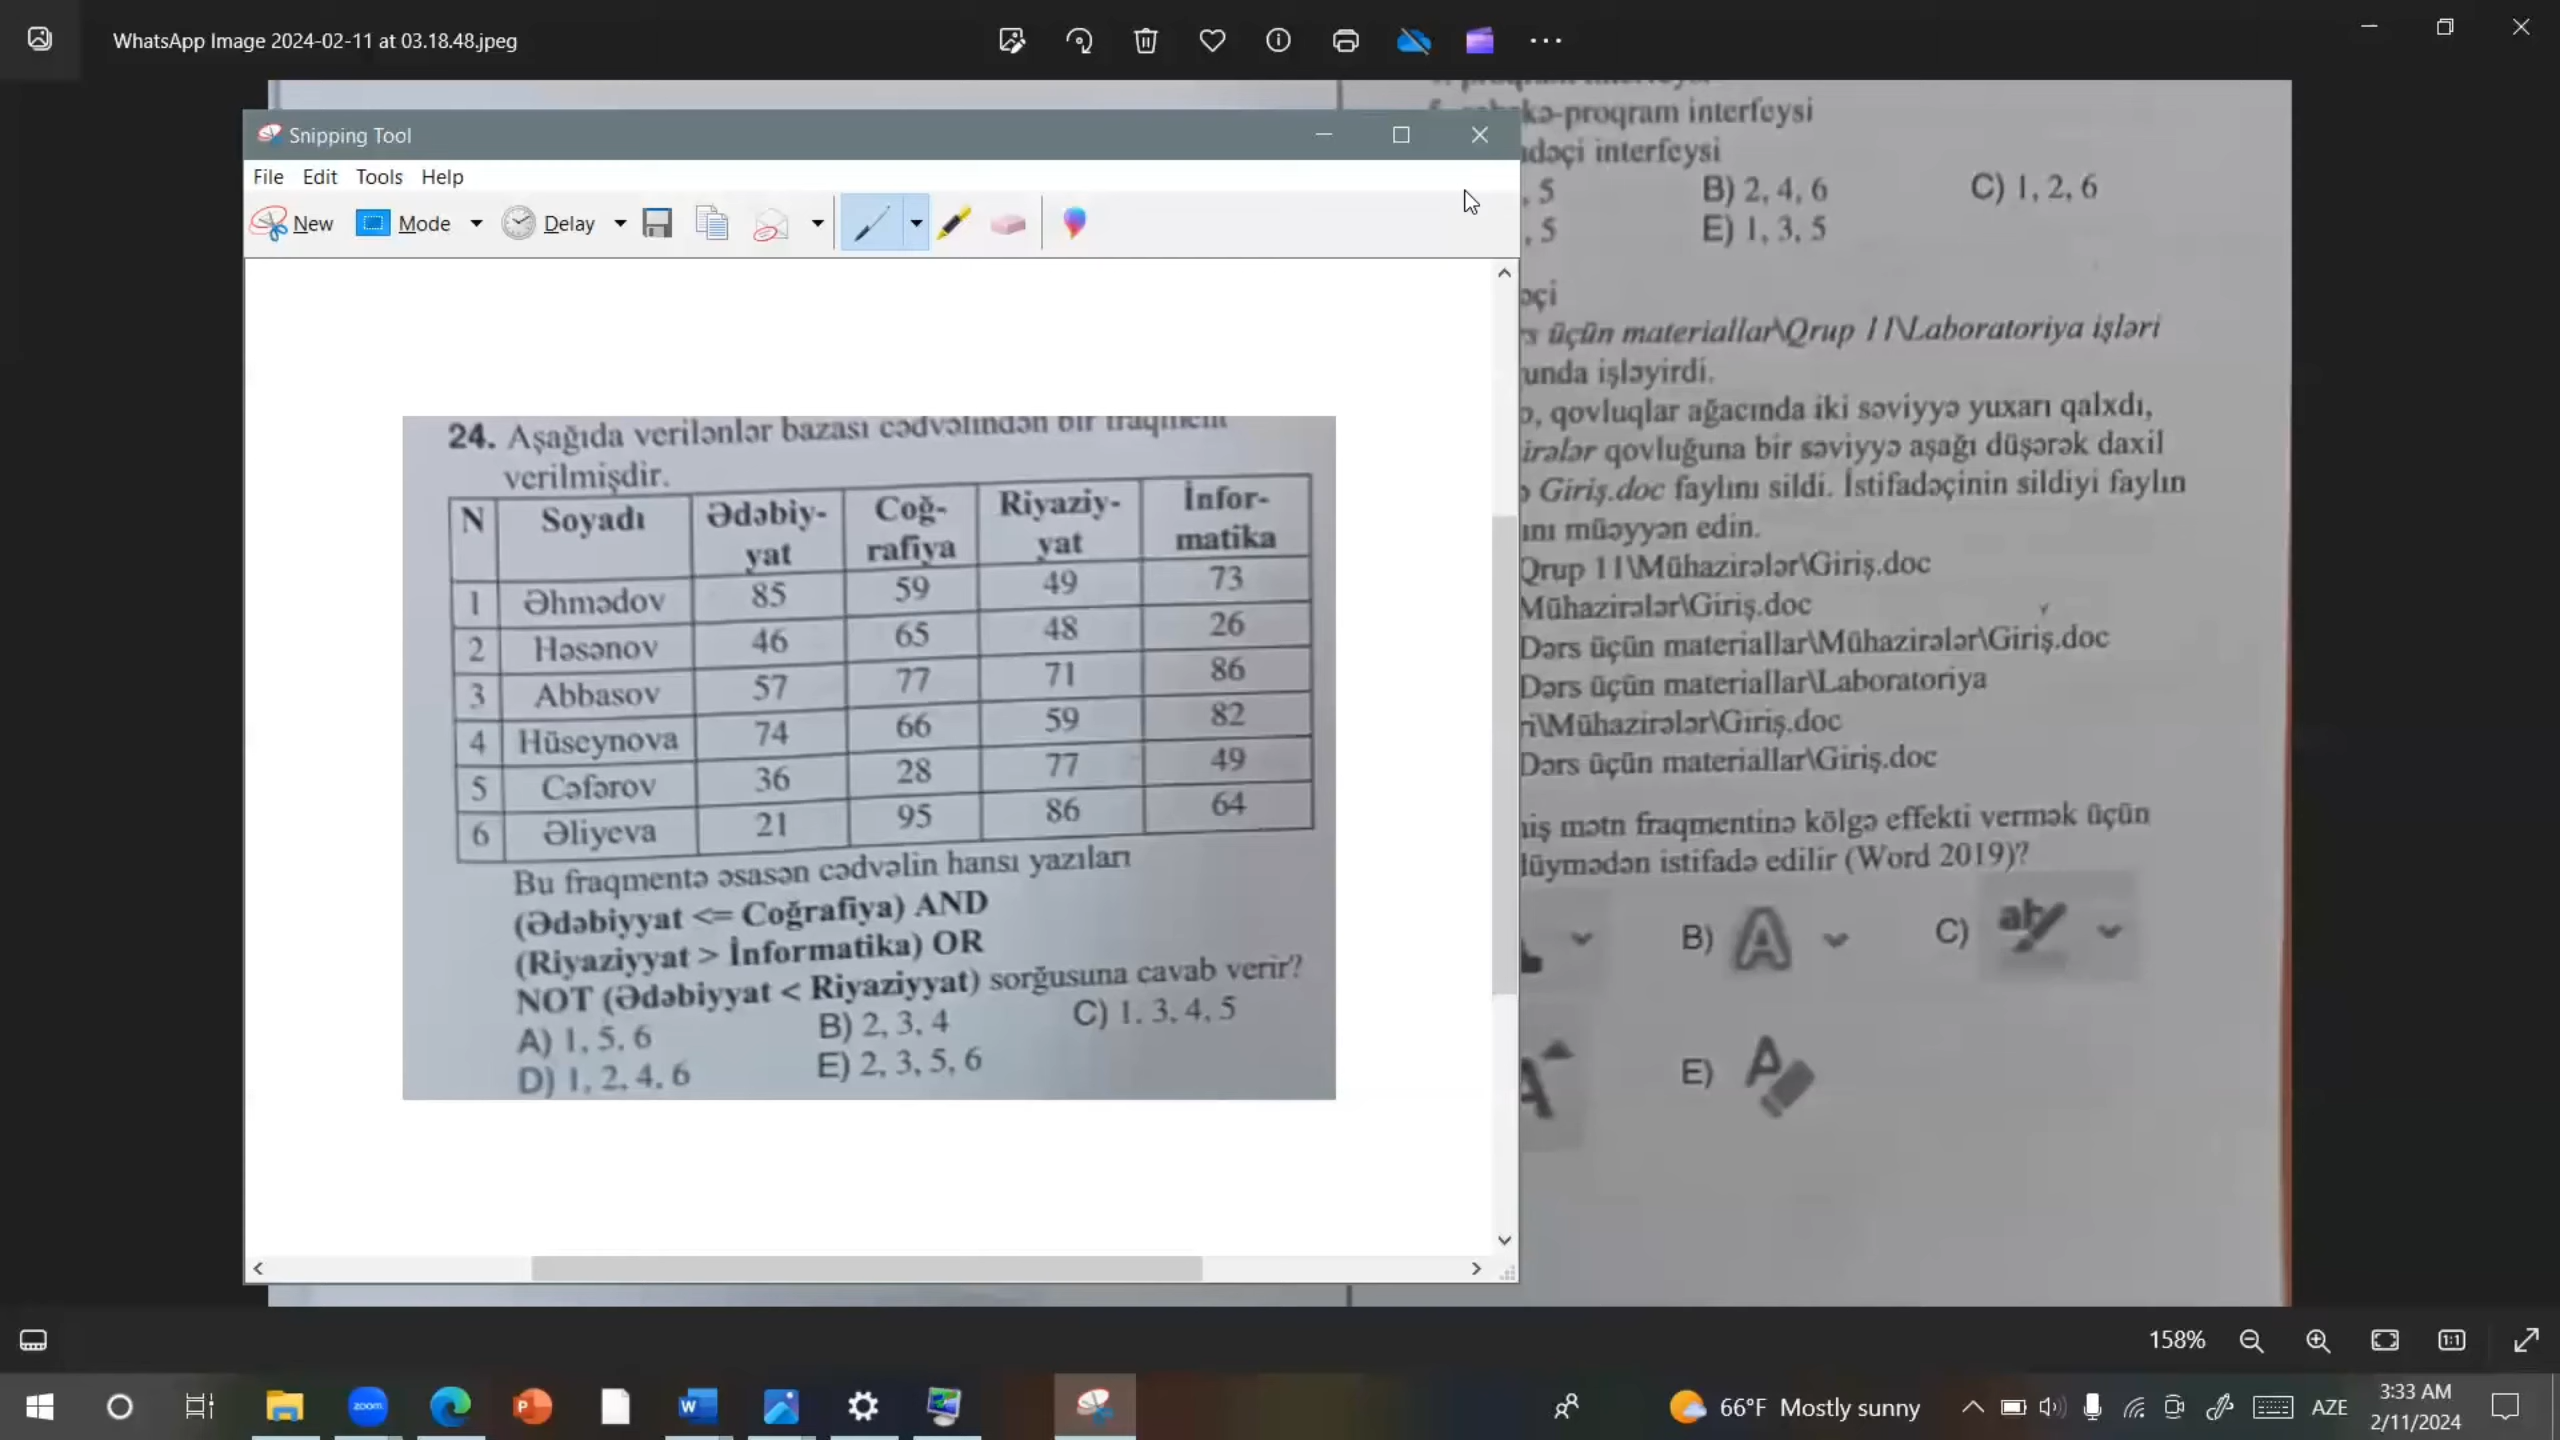 WhatsApp Image 2024-02-11 at 03.18.48.jpeg
Snipping Tool
File Edit Tools Help
New Mode Delay
24. Aşağıda verilənlər bazası cədvəlindən bir fraqment
verilmişdir.
N Soyadı Ədəbiy-yat Coğ-rafiya Riyaziy-yat İnfor-matika
1 Əhmədov 85 59 49 73
2 Həsənov 46 65 48 26
3 Abbasov 57 77 71 86
4 Hüseynova 74 66 59 82
5 Cəfərov 36 28 77 49
6 Əliyeva 21 95 86 64
Bu fraqmentə əsasən cədvəlin hansı yazıları
(Ədəbiyyat <= Coğrafiya) AND
(Riyaziyyat > İnformatika) OR
NOT (Ədəbiyyat < Riyaziyyat) sorğusuna cavab verir?
A) 1, 5, 6 B) 2, 3, 4 C) 1, 3, 4, 5
D) 1, 2, 4, 6 E) 2, 3, 5, 6
kə-proqram interfeysi
interfeysi
, 5 B) 2, 4, 6 C) 1, 2, 6
, 5 E) 1, 3, 5
üçün materiallar\Qrup 11\Laboratoriya işləri
unda işləyirdi.
qovluqlar ağacında iki səviyyə yuxarı qalxdı,
qovluğuna bir səviyyə aşağı düşərək daxil
Giriş.doc faylını sildi. İstifadəçinin sildiyi faylın
müəyyən edin.
Qrup 11\Mühazirələr\Giriş.doc
Mühazirələr\Giriş.doc
Dərs üçün materiallar\Mühazirələr\Giriş.doc
Dərs üçün materiallar\Laboratoriya
ri\Mühazirələr\Giriş.doc
Dərs üçün materiallar\Giriş.doc
mətn fraqmentinə kölgə effekti vermək üçün
düymədən istifadə edilir (Word 2019)?
B) A C) ab
A E) A
158% 1:1
zoom
66°F Mostly sunny AZE 3:33 AM
2/11/2024